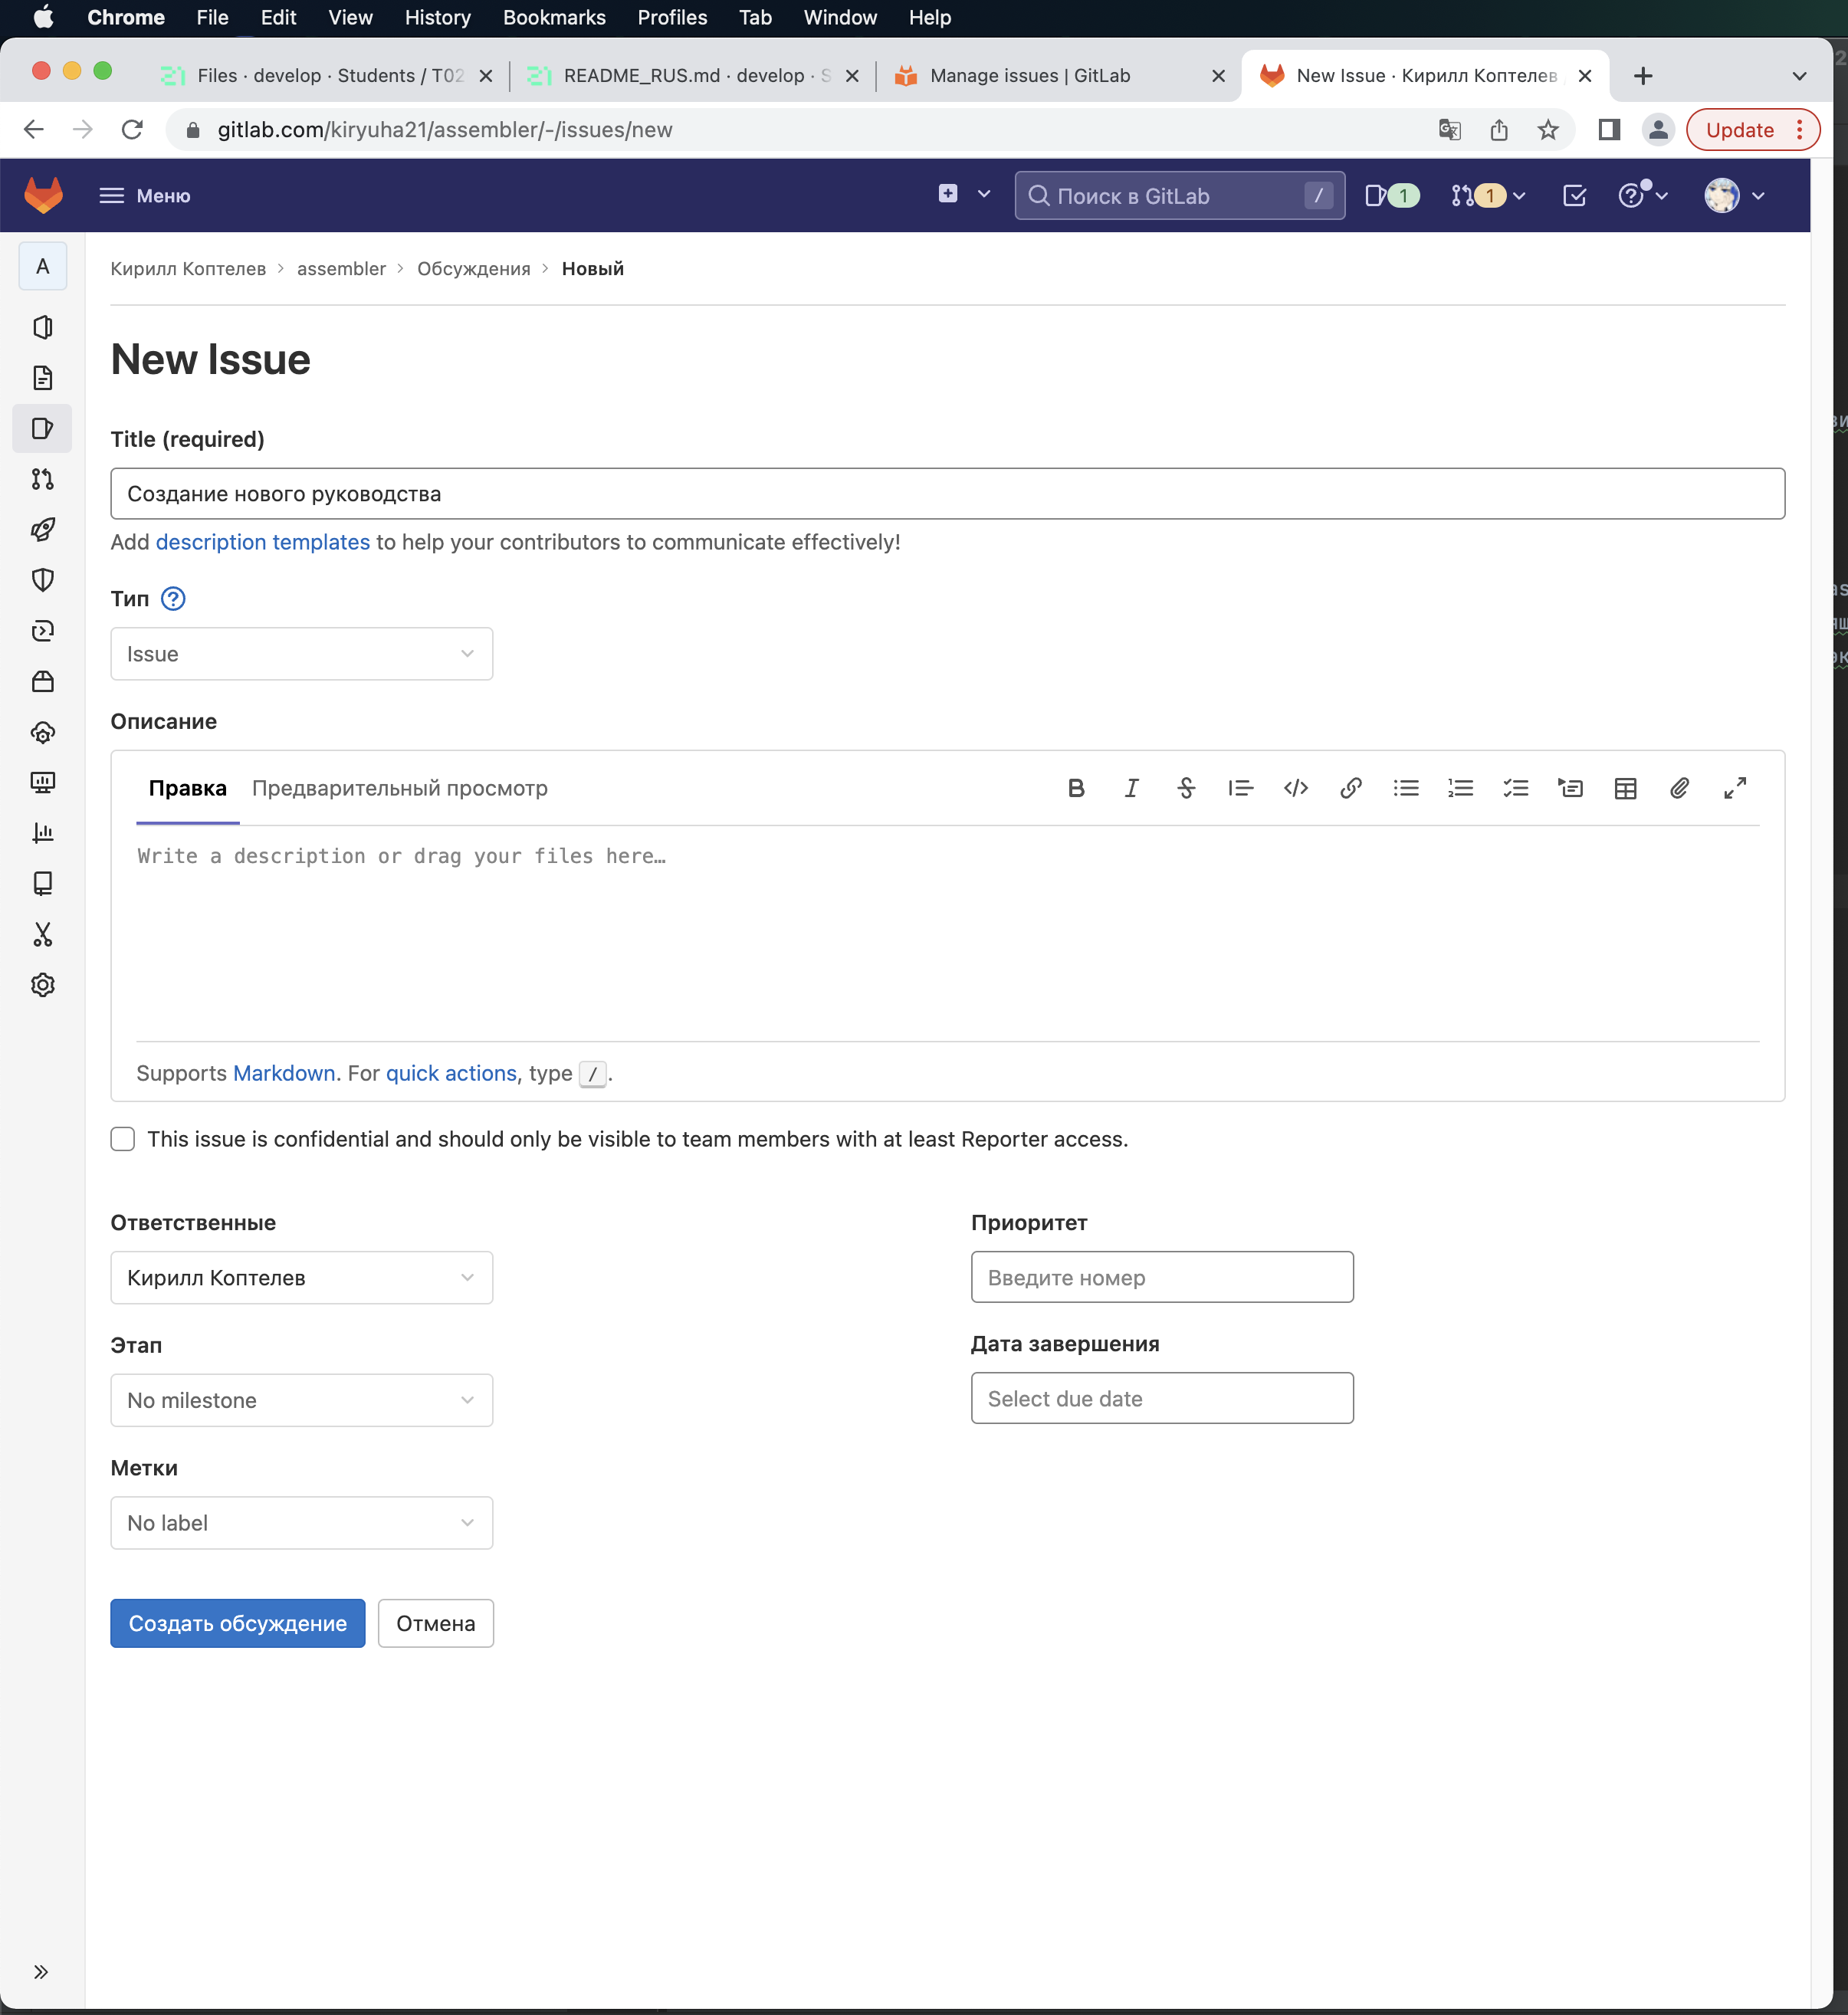 Chrome File Edit View History Bookmarks Profiles Tab Window Help
Files · develop · Students / T02 README_RUS.md · develop · S Manage issues | GitLab New Issue · Кирилл Коптелев
gitlab.com/kiryuha21/assembler/-/issues/new Update
Меню Поиск в GitLab / 1 1
A
Кирилл Коптелев > assembler > Обсуждения > Новый
New Issue
Title (required)
Создание нового руководства
Add description templates to help your contributors to communicate effectively!
Тип ?
Issue
Описание
Правка Предварительный просмотр
Write a description or drag your files here…
Supports Markdown. For quick actions, type /.
This issue is confidential and should only be visible to team members with at least Reporter access.
Ответственные Приоритет
Кирилл Коптелев Введите номер
Этап Дата завершения
No milestone Select due date
Метки
No label
Создать обсуждение Отмена